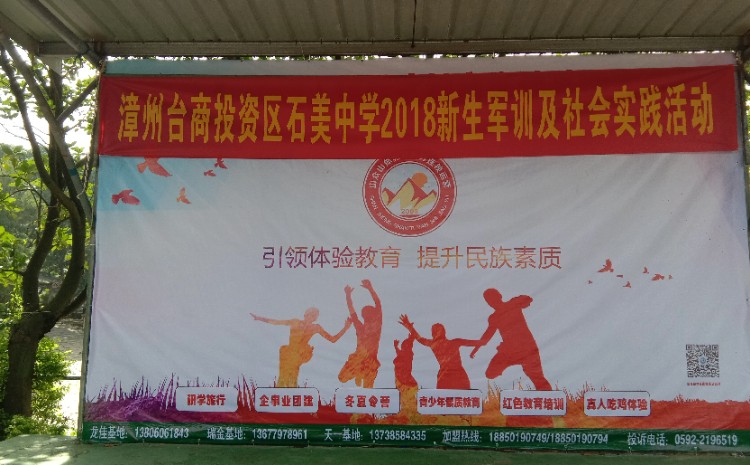 漳州台商投资区石美中学2018新生军训及社会实践活动
引领体验教育 提升民族素质
研学旅行 企事业团建 冬夏令营 青少年素质教育 红色教育培训 真人吃鸡体验
龙佳基地: 13806061843 瑞金基地: 13677978961 天一基地: 13738584335 加盟热线: 18850190749/18850190794 投诉电话: 0592-2196519